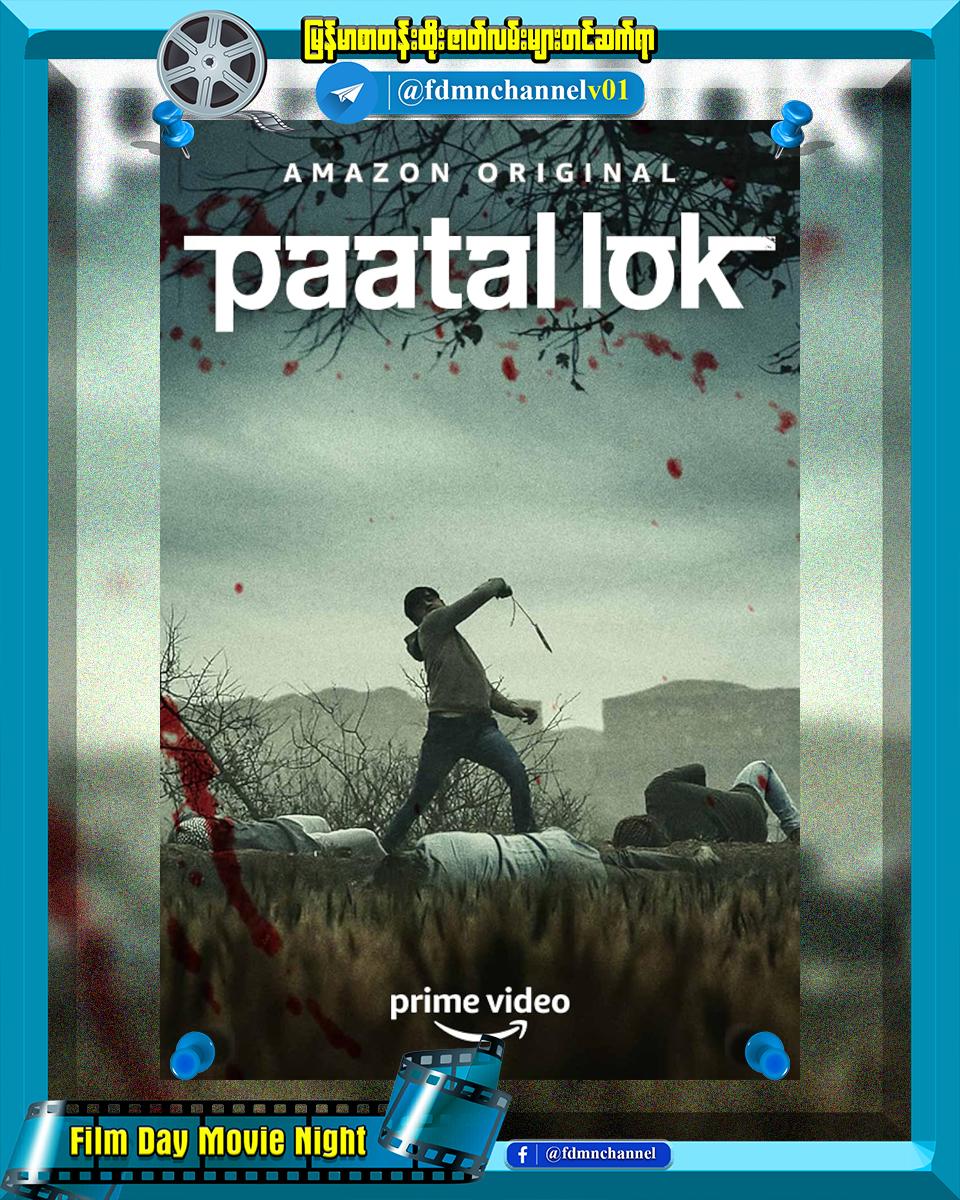 မြန်မာစာတန်းထိုးဇာတ်လမ်းများတင်ဆက်ရာ
@fdmnchannelv01
AMAZON ORIGINAL
paatal lok
prime video
Film Day Movie Night
f @fdmnchannel